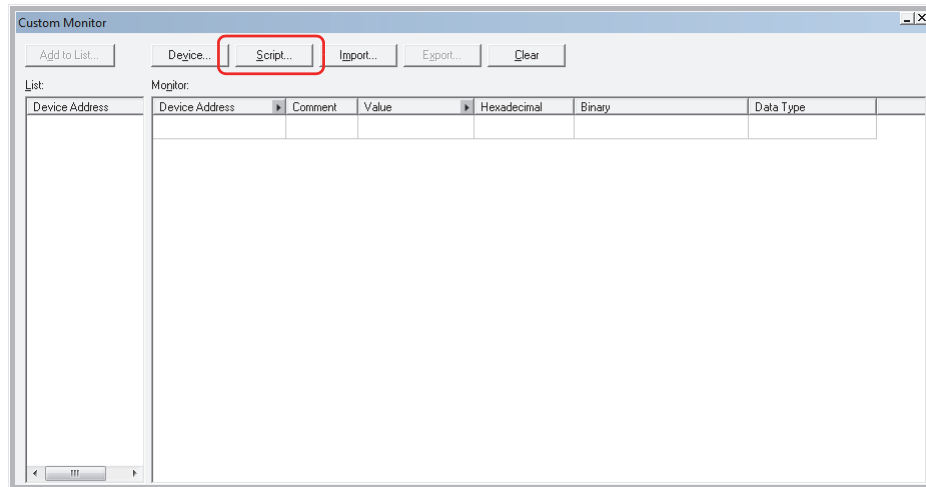 Custom Monitor
Add to List... Device... Script... Import... Export... Clear
List: Monitor:
Device Address Device Address Comment Value Hexadecimal Binary Data Type